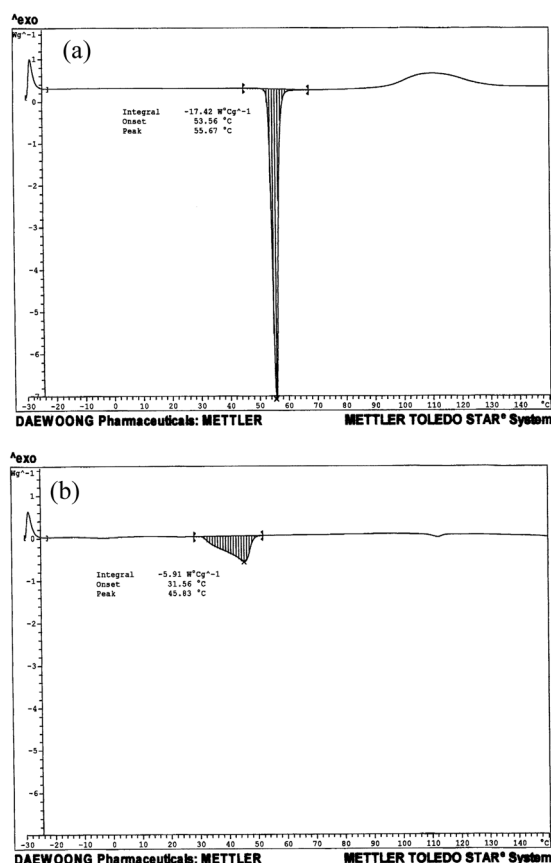 ^exo
Wg^-1
(a)
1
0
Integral -17.42 W°Cg^-1
Onset 53.56 °C
Peak 55.67 °C
-1
-2
-3
-4
-5
-6
-7
-30 -20 -10 0 10 20 30 40 50 60 70 80 90 100 110 120 130 140 °C
DAEWOONG Pharmaceuticals: METTLER METTLER TOLEDO STAR® System
^exo
Wg^-1
(b)
1
0
Integral -5.91 W°Cg^-1
Onset 31.56 °C
Peak 45.83 °C
-1
-2
-3
-4
-5
-6
-30 -20 -10 0 10 20 30 40 50 60 70 80 90 100 110 120 130 140 °C
DAEWOONG Pharmaceuticals: METTLER METTLER TOLEDO STAR® System